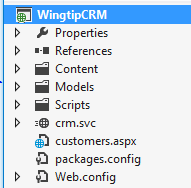 WingtipCRM
Properties
References
Content
Models
Scripts
crm.svc
customers.aspx
packages.config
Web.config